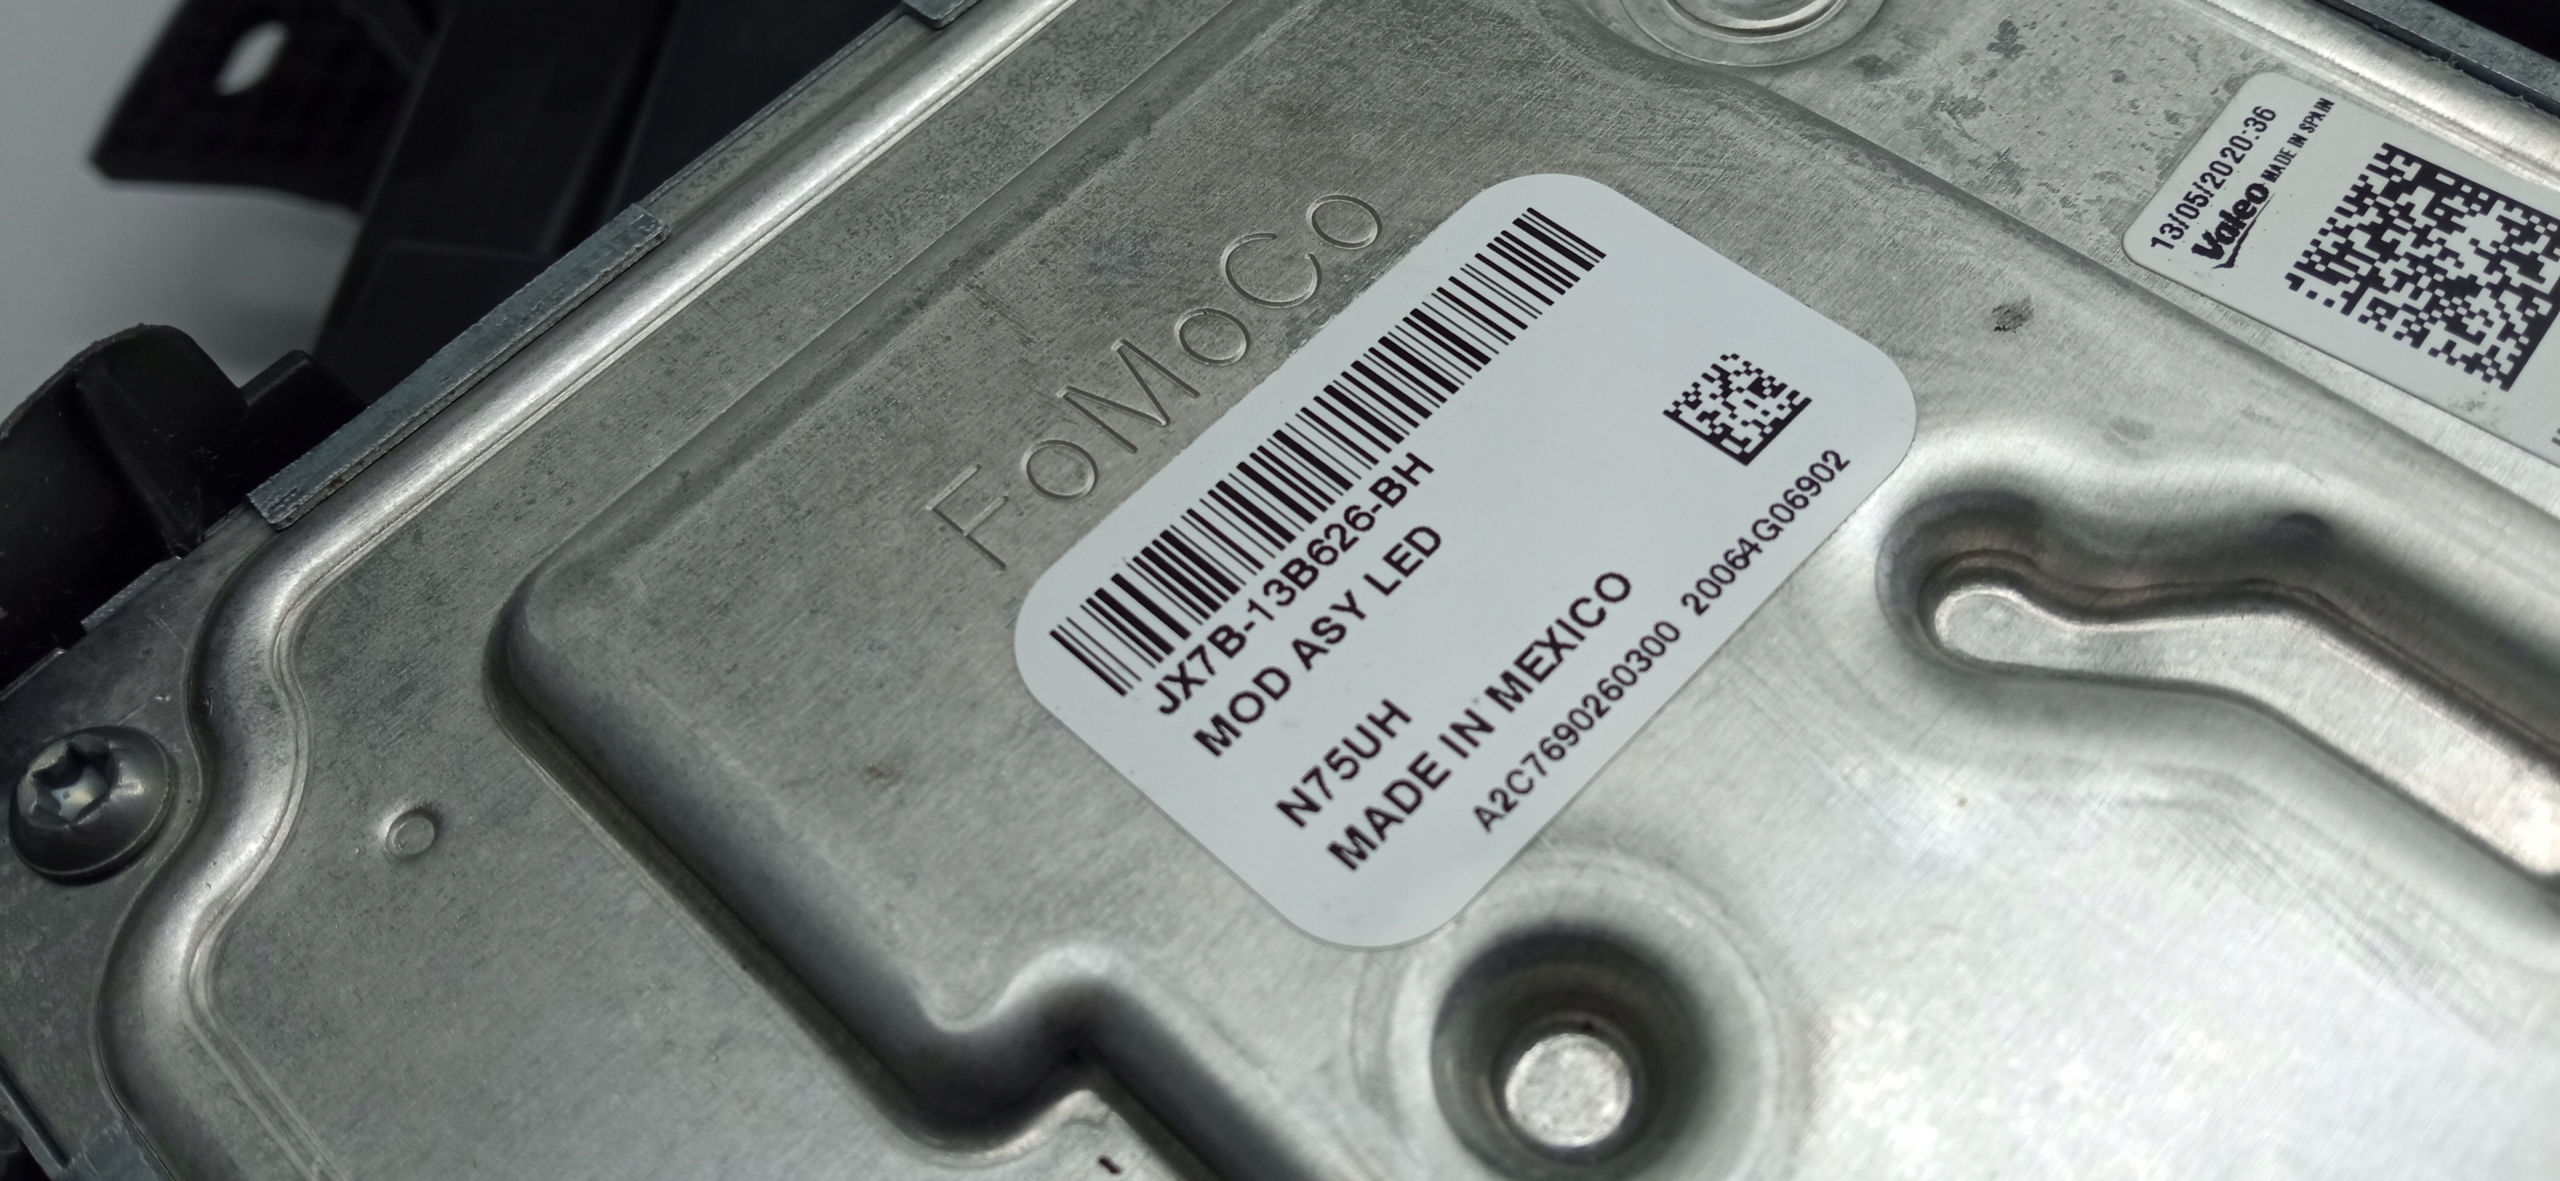 FoMoCo
JX7B-13B626-BH
MOD ASY LED
N75UH
MADE IN MEXICO
A2C7690260300 20064G06902
13/05/2020:36
Valeo MADE IN SPAIN